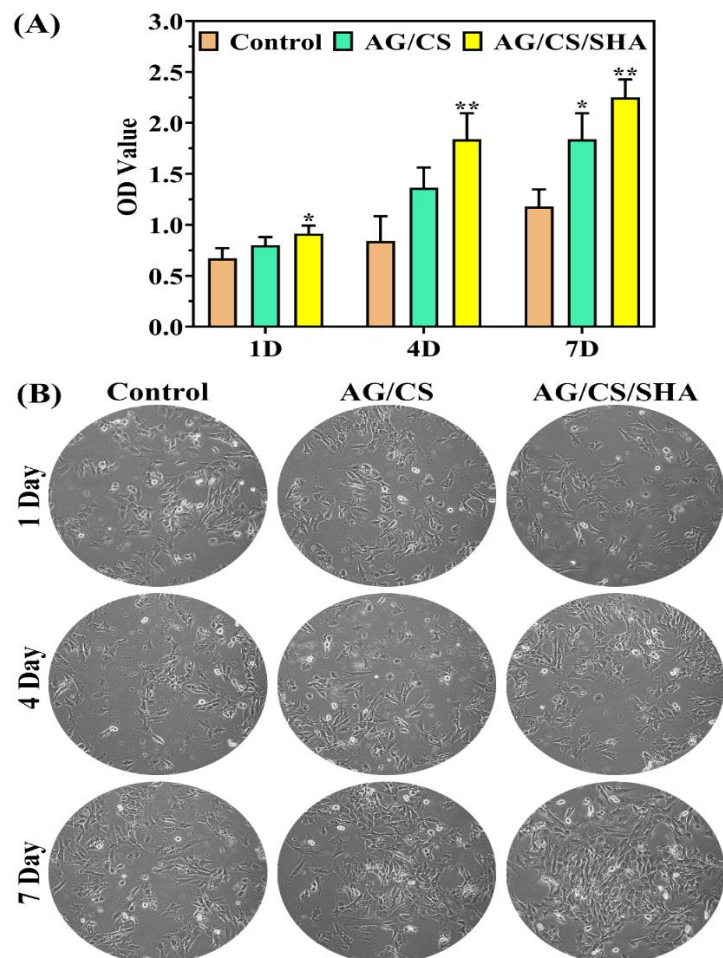 (A)
3.0
Control AG/CS AG/CS/SHA
2.5
2.0
1.5
1.0
0.5
0.0
OD Value
* ** * **
1D 4D 7D
(B)
Control AG/CS AG/CS/SHA
1 Day
4 Day
7 Day